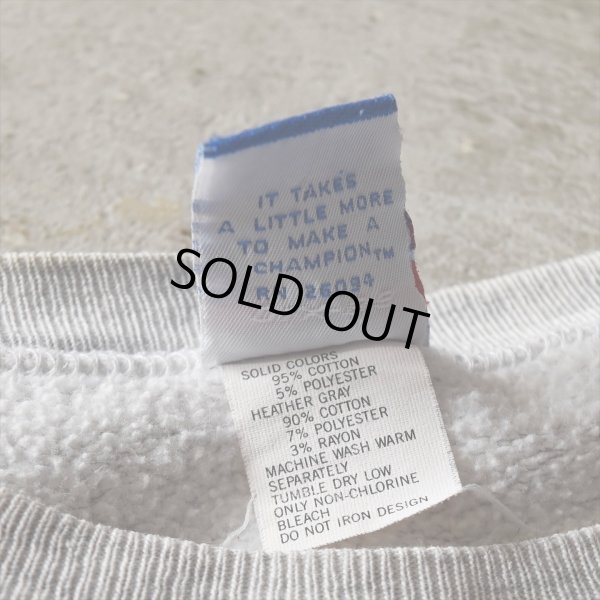 IT TAKES
A LITTLE MORE
TO MAKE A
CHAMPION™
RN 26094
SOLD OUT
SOLID COLORS
95% COTTON
5% POLYESTER
HEATHER GRAY
90% COTTON
7% POLYESTER
3% RAYON
MACHINE WASH WARM
SEPARATELY
TUMBLE DRY LOW
ONLY NON-CHLORINE
BLEACH
DO NOT IRON DESIGN